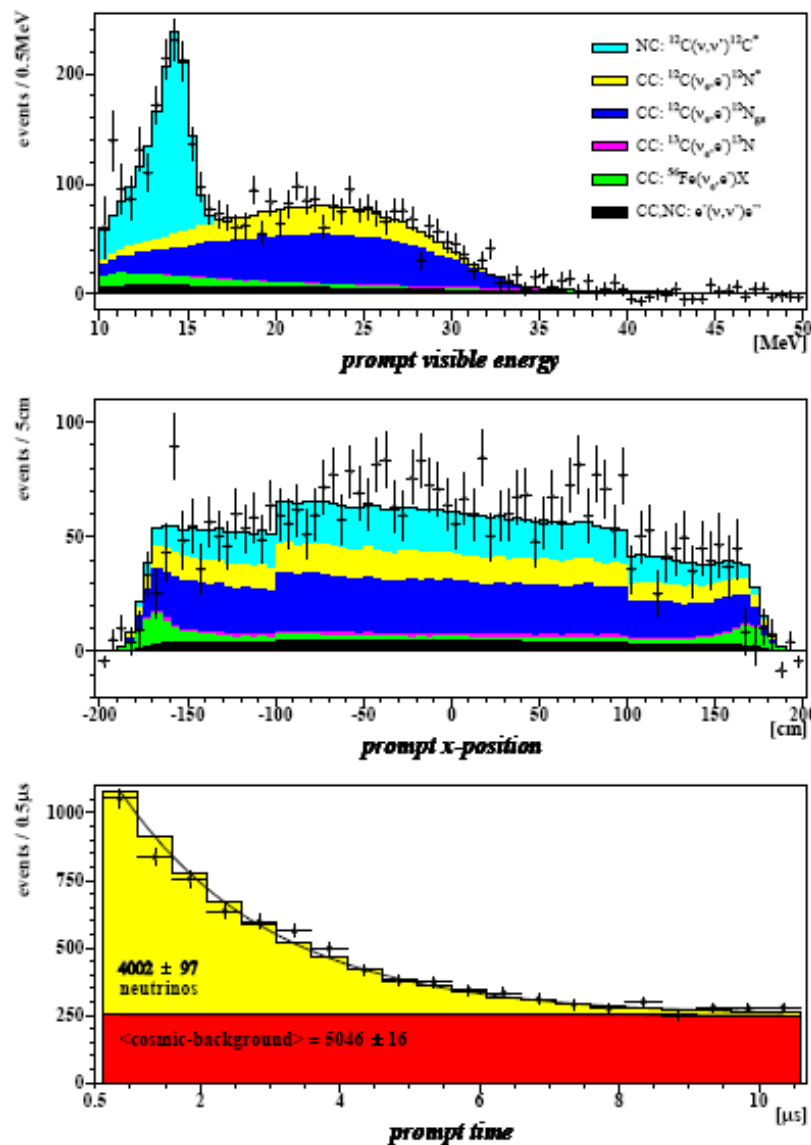 events / 0.5MeV
200
100
0
NC: ¹²C(ν,ν')¹²C*
CC: ¹²C(νₑ,e⁻)¹²N*
CC: ¹²C(νₑ,e⁻)¹²Ngs
CC: ¹³C(νₑ,e⁻)¹³N
CC: ⁵⁶Fe(νₑ,e⁻)X
CC,NC: e⁻(ν,ν')e⁻'
10 15 20 25 30 35 40 45 50
[MeV]
prompt visible energy
events / 5cm
100
50
0
-200 -150 -100 -50 0 50 100 150 200
[cm]
prompt x-position
events / 0.5μs
1000
750
500
250
0
4002 ± 97
neutrinos
<cosmic-background> = 5046 ± 16
0.5 2 4 6 8 10
[μs]
prompt time